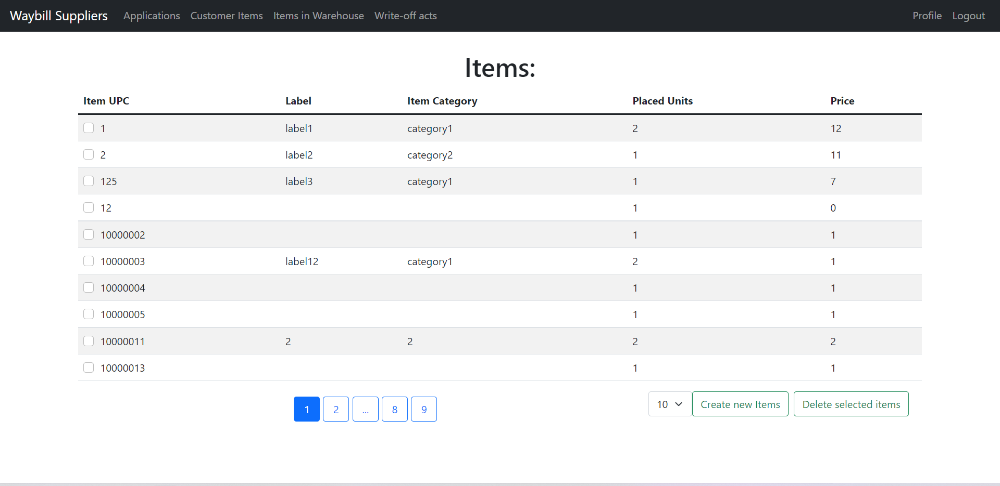 Waybill Suppliers Applications Customer Items Items in Warehouse Write-off acts Profile Logout
Items:
Item UPC Label Item Category Placed Units Price
1 label1 category1 2 12
2 label2 category2 1 11
125 label3 category1 1 7
12 1 0
10000002 1 1
10000003 label12 category1 2 1
10000004 1 1
10000005 1 1
10000011 2 2 2 2
10000013 1 1
1 2 ... 8 9 10 Create new Items Delete selected items